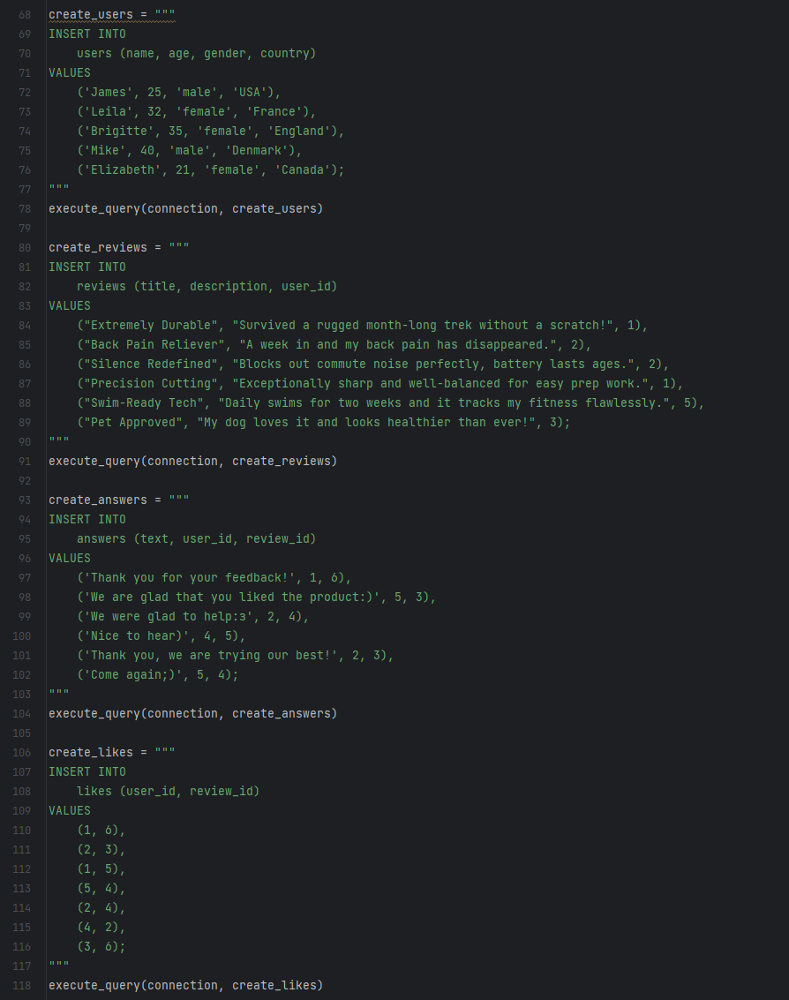 68 create_users = """
69 INSERT INTO
70     users (name, age, gender, country)
71 VALUES
72     ('James', 25, 'male', 'USA'),
73     ('Leila', 32, 'female', 'France'),
74     ('Brigitte', 35, 'female', 'England'),
75     ('Mike', 40, 'male', 'Denmark'),
76     ('Elizabeth', 21, 'female', 'Canada');
77 """
78 execute_query(connection, create_users)
79
80 create_reviews = """
81 INSERT INTO
82     reviews (title, description, user_id)
83 VALUES
84     ("Extremely Durable", "Survived a rugged month-long trek without a scratch!", 1),
85     ("Back Pain Reliever", "A week in and my back pain has disappeared.", 2),
86     ("Silence Redefined", "Blocks out commute noise perfectly, battery lasts ages.", 2),
87     ("Precision Cutting", "Exceptionally sharp and well-balanced for easy prep work.", 1),
88     ("Swim-Ready Tech", "Daily swims for two weeks and it tracks my fitness flawlessly.", 5),
89     ("Pet Approved", "My dog loves it and looks healthier than ever!", 3);
90 """
91 execute_query(connection, create_reviews)
92
93 create_answers = """
94 INSERT INTO
95     answers (text, user_id, review_id)
96 VALUES
97     ('Thank you for your feedback!', 1, 6),
98     ('We are glad that you liked the product:)', 5, 3),
99     ('We were glad to help:з', 2, 4),
100     ('Nice to hear)', 4, 5),
101     ('Thank you, we are trying our best!', 2, 3),
102     ('Come again;)', 5, 4);
103 """
104 execute_query(connection, create_answers)
105
106 create_likes = """
107 INSERT INTO
108     likes (user_id, review_id)
109 VALUES
110     (1, 6),
111     (2, 3),
112     (1, 5),
113     (5, 4),
114     (2, 4),
115     (4, 2),
116     (3, 6);
117 """
118 execute_query(connection, create_likes)